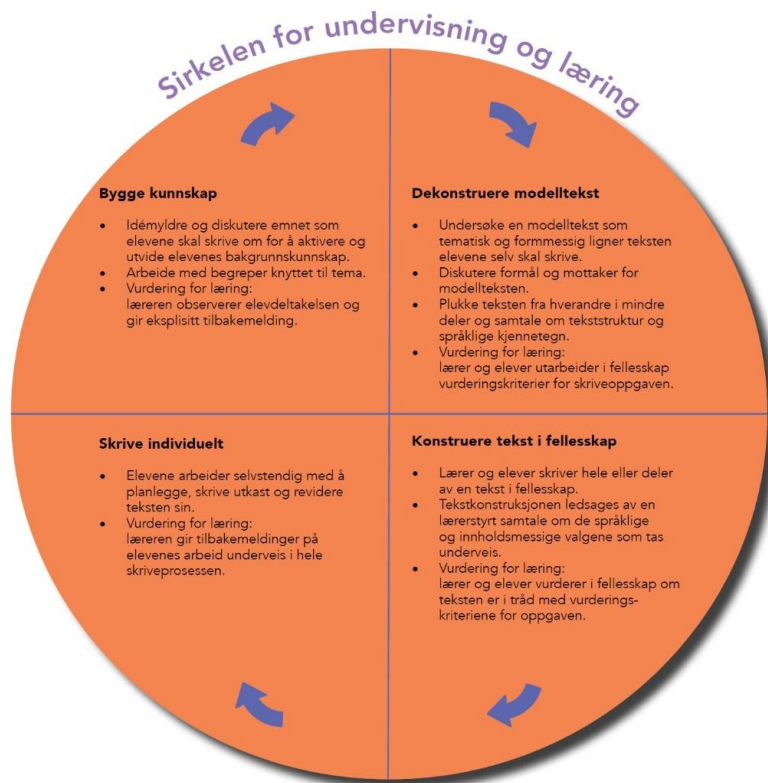 Sirkelen for undervisning og læring
Bygge kunnskap
• Idémyldre og diskutere emnet som
elevene skal skrive om for å aktivere og
utvide elevenes bakgrunnskunnskap.
• Arbeide med begreper knyttet til tema.
• Vurdering for læring:
læreren observerer elevdeltakelsen og
gir eksplisitt tilbakemelding.
Dekonstruere modelltekst
• Undersøke en modelltekst som
tematisk og formmessig ligner teksten
elevene selv skal skrive.
• Diskutere formål og mottaker for
modellteksten.
• Plukke teksten fra hverandre i mindre
deler og samtale om tekststruktur og
språklige kjennetegn.
• Vurdering for læring:
lærer og elever utarbeider i fellesskap
vurderingskriterier for skriveoppgaven.
Konstruere tekst i fellesskap
• Lærer og elever skriver hele eller deler
av en tekst i fellesskap.
• Tekstkonstruksjonen ledsages av en
lærerstyrt samtale om de språklige
og innholdsmessige valgene som tas
underveis.
• Vurdering for læring:
lærer og elever vurderer i fellesskap om
teksten er i tråd med vurderings-
kriteriene for oppgaven.
Skrive individuelt
• Elevene arbeider selvstendig med å
planlegge, skrive utkast og revidere
teksten sin.
• Vurdering for læring:
læreren gir tilbakemeldinger på
elevenes arbeid underveis i hele
skriveprosessen.